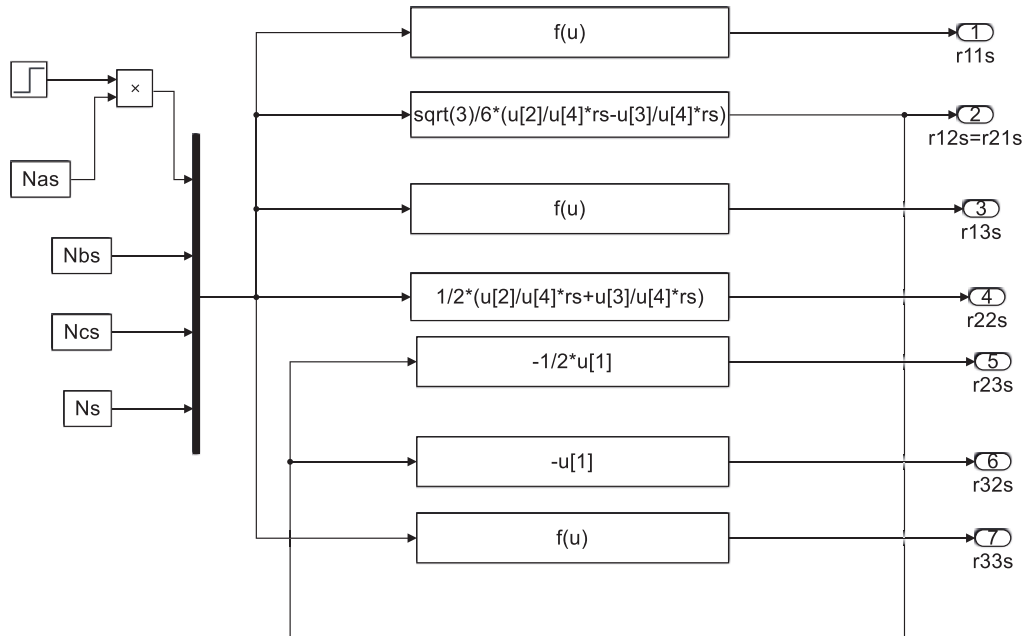 f(u)
1
r11s
×
sqrt(3)/6*(u[2]/u[4]*rs-u[3]/u[4]*rs)
2
r12s=r21s
Nas
f(u)
3
r13s
Nbs
1/2*(u[2]/u[4]*rs+u[3]/u[4]*rs)
4
r22s
Ncs
-1/2*u[1]
5
r23s
Ns
-u[1]
6
r32s
f(u)
7
r33s